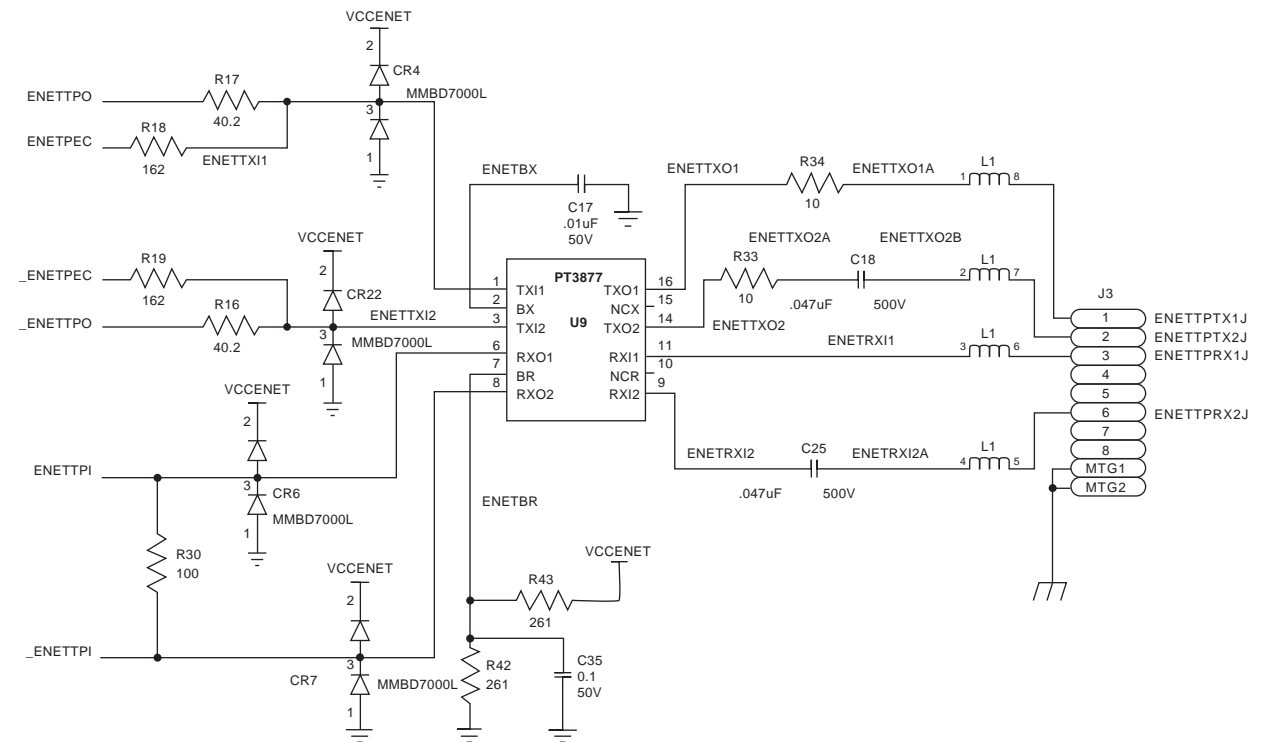 VCCENET
2
CR4
R17
ENETTPO
MMBD7000L
40.2
3
R18
ENETPEC
ENETTXI1
162
1
ENETBX
C17
.01uF
50V
ENETTXO1
R34
ENETTXO1A
10
1 L1 8
VCCENET
2
R19
_ENETPEC
162
CR22
R16
ENETTXI2
_ENETTPO
40.2
3
MMBD7000L
1
PT3877
U9
1 TXI1
2 BX
3 TXI2
6 RXO1
7 BR
8 RXO2
TXO1 16
NCX 15
TXO2 14
RXI1 11
NCR 10
RXI2 9
ENETTXO2A
ENETTXO2B
R33
10
C18
.047uF
500V
2 L1 7
ENETTXO2
ENETRXI1
3 L1 6
J3
1 ENETTPTX1J
2 ENETTPTX2J
3 ENETTPRX1J
4
5
6 ENETTPRX2J
7
8
MTG1
MTG2
ENETRXI2
C25
ENETRXI2A
.047uF
500V
4 L1 5
VCCENET
2
ENETTPI
3
CR6
MMBD7000L
1
ENETBR
R30
100
VCCENET
2
_ENETTPI
3
CR7
MMBD7000L
1
VCCENET
R43
261
R42
261
C35
0.1
50V